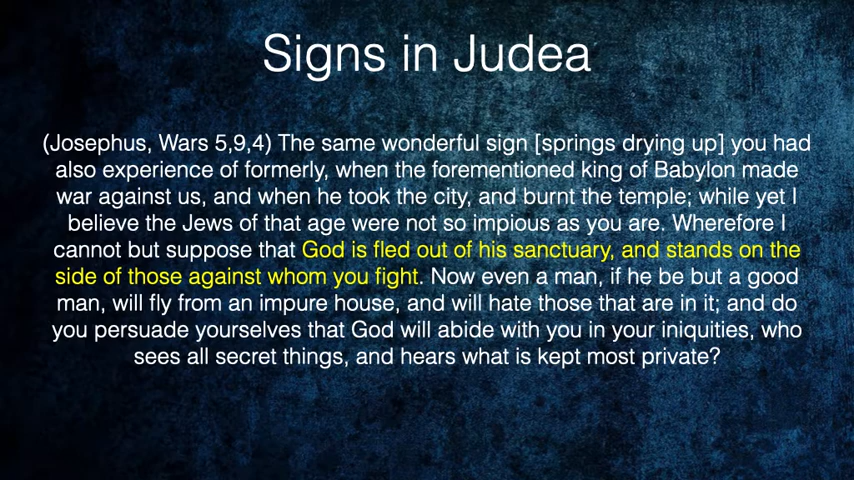 Signs in Judea
(Josephus, Wars 5,9,4) The same wonderful sign [springs drying up] you had
also experience of formerly, when the forementioned king of Babylon made
war against us, and when he took the city, and burnt the temple; while yet I
believe the Jews of that age were not so impious as you are. Wherefore I
cannot but suppose that God is fled out of his sanctuary, and stands on the
side of those against whom you fight. Now even a man, if he be but a good
man, will fly from an impure house, and will hate those that are in it; and do
you persuade yourselves that God will abide with you in your iniquities, who
sees all secret things, and hears what is kept most private?